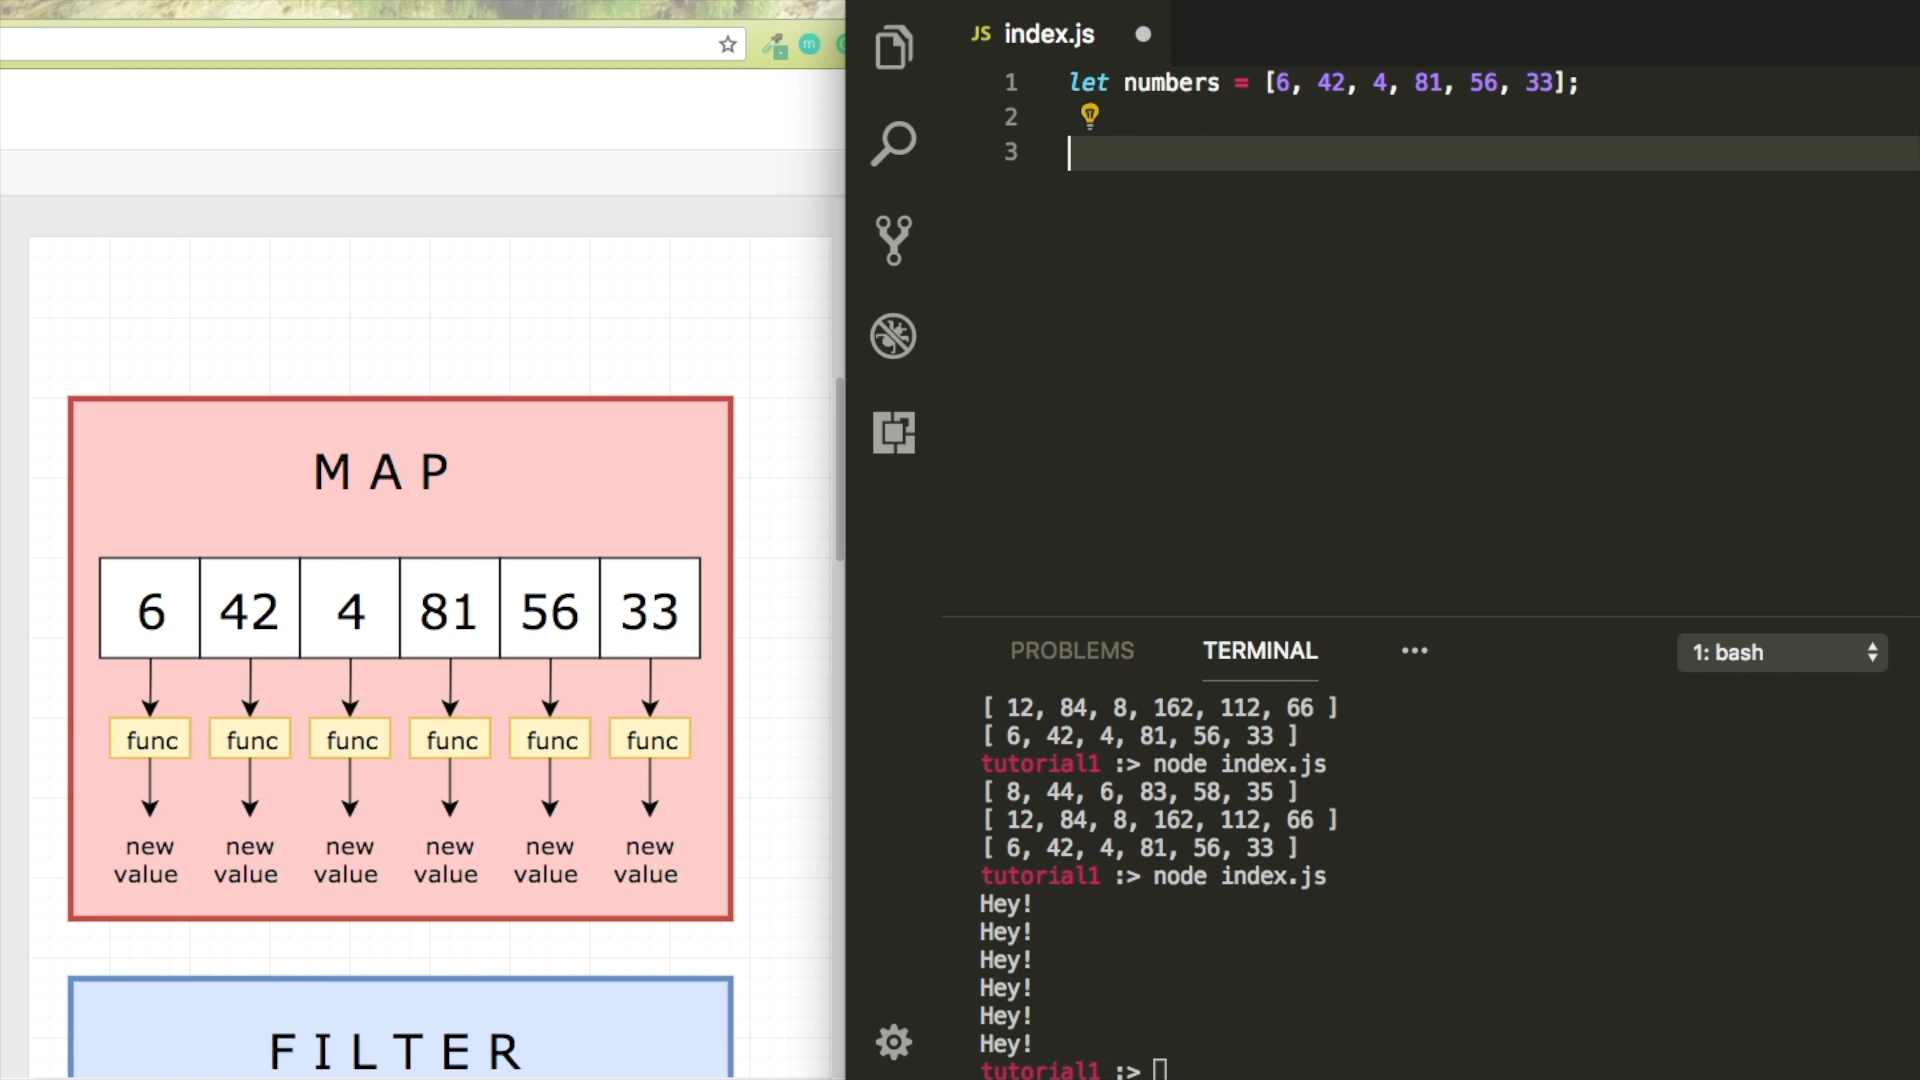 M A P
6 42 4 81 56 33
func func func func func func
new new new new new new
value value value value value value
F I L T E R
JS index.js
1 let numbers = [6, 42, 4, 81, 56, 33];
2
3
PROBLEMS TERMINAL ••• 1: bash
[ 12, 84, 8, 162, 112, 66 ]
[ 6, 42, 4, 81, 56, 33 ]
tutorial1 :> node index.js
[ 8, 44, 6, 83, 58, 35 ]
[ 12, 84, 8, 162, 112, 66 ]
[ 6, 42, 4, 81, 56, 33 ]
tutorial1 :> node index.js
Hey!
Hey!
Hey!
Hey!
Hey!
Hey!
tutorial1 :>